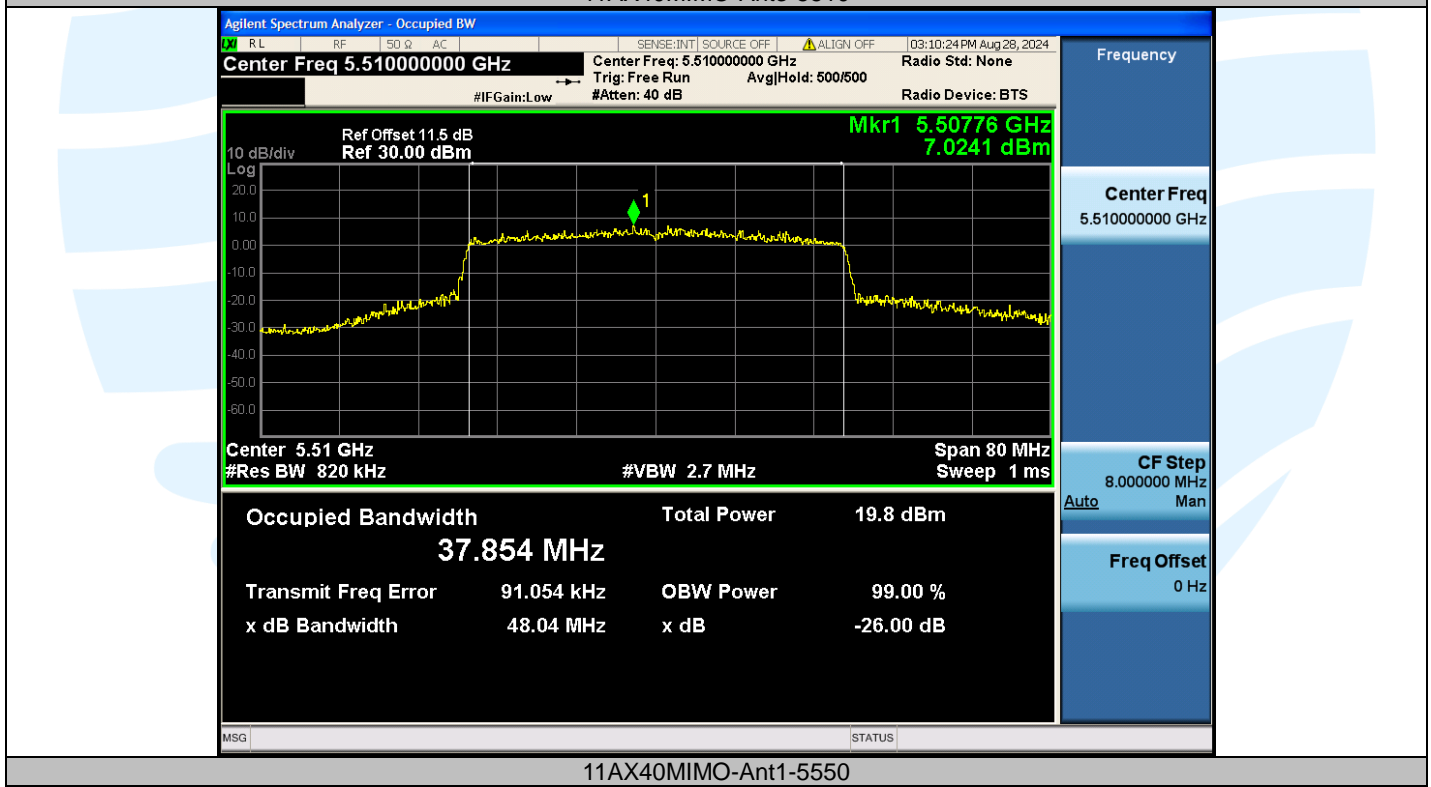 Agilent Spectrum Analyzer - Occupied BW
LXI RL RF 50 Ω AC SENSE:INT SOURCE OFF ALIGN OFF 03:10:24 PM Aug 28, 2024
Center Freq 5.510000000 GHz Center Freq: 5.510000000 GHz Radio Std: None
Trig: Free Run Avg|Hold: 500/500
#IFGain:Low #Atten: 40 dB Radio Device: BTS
Frequency
Mkr1 5.50776 GHz
Ref Offset 11.5 dB
10 dB/div Ref 30.00 dBm 7.0241 dBm
Log
20.0
10.0
0.00
-10.0
-20.0
-30.0
-40.0
-50.0
-60.0
1
Center 5.51 GHz Span 80 MHz
#Res BW 820 kHz #VBW 2.7 MHz Sweep 1 ms
Center Freq
5.510000000 GHz
CF Step
8.000000 MHz
Auto Man
Freq Offset
0 Hz
Occupied Bandwidth Total Power 19.8 dBm
37.854 MHz
Transmit Freq Error 91.054 kHz OBW Power 99.00 %
x dB Bandwidth 48.04 MHz x dB -26.00 dB
MSG STATUS
11AX40MIMO-Ant1-5550